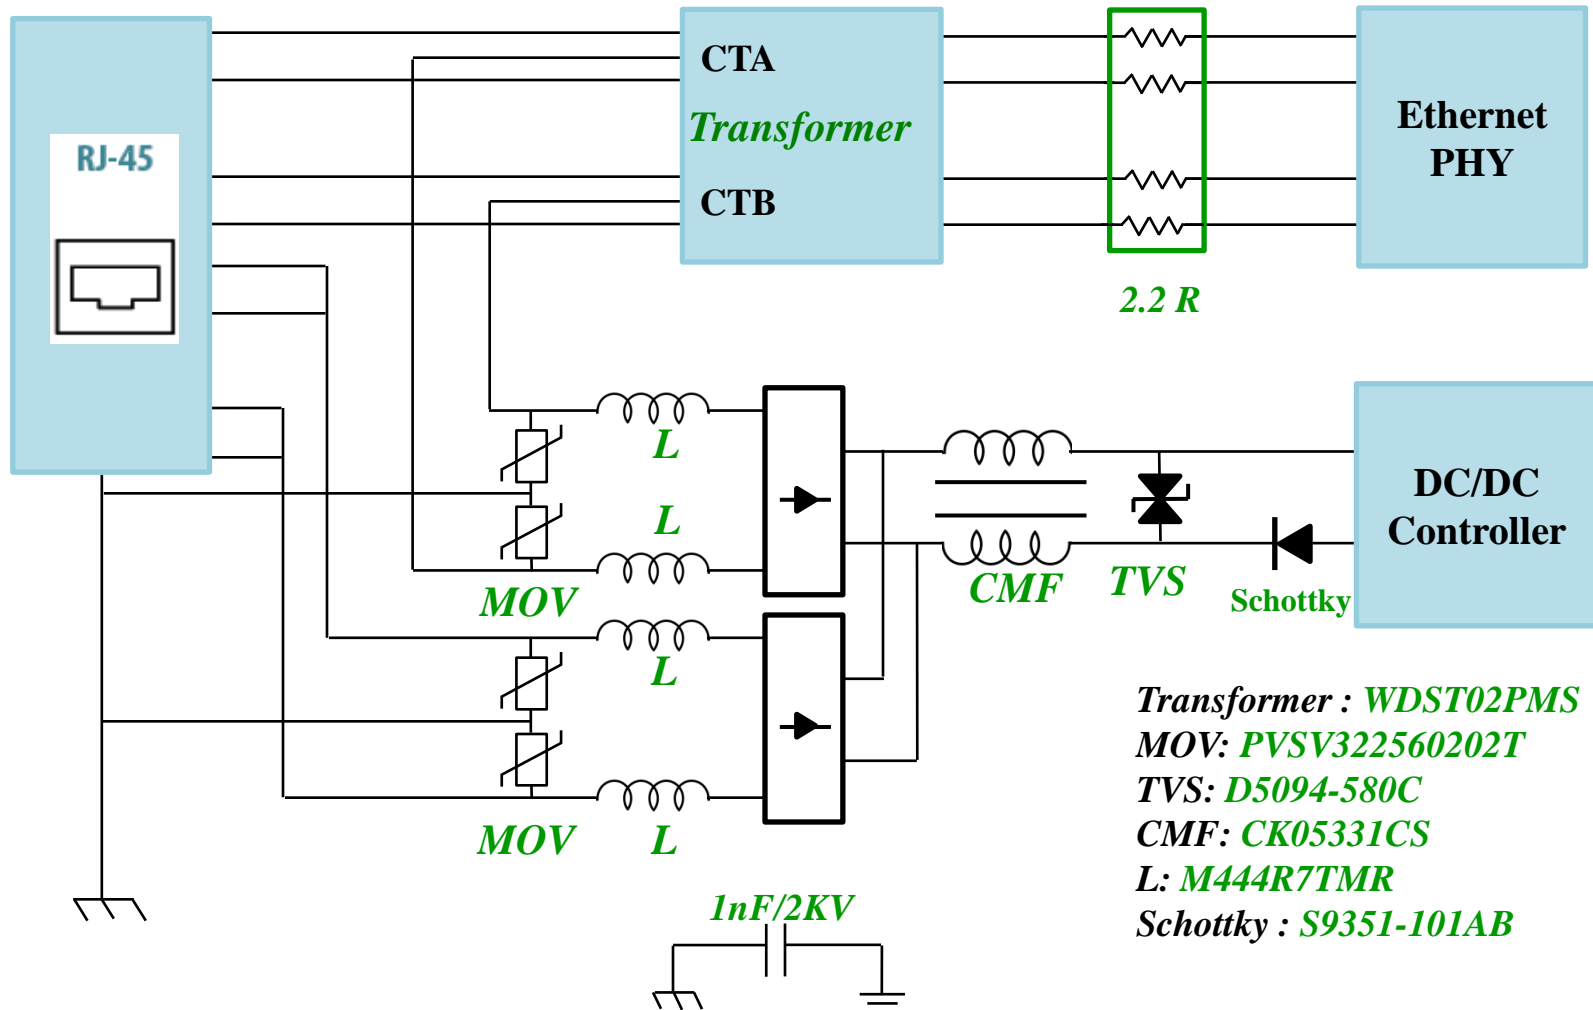 CTA
Transformer
CTB
RJ-45
Ethernet
PHY
2.2 R
L
L
MOV
CMF
TVS
Schottky
DC/DC
Controller
L
MOV
L
1nF/2KV
Transformer : WDST02PMS
MOV: PVSV322560202T
TVS: D5094-580C
CMF: CK05331CS
L: M444R7TMR
Schottky : S9351-101AB